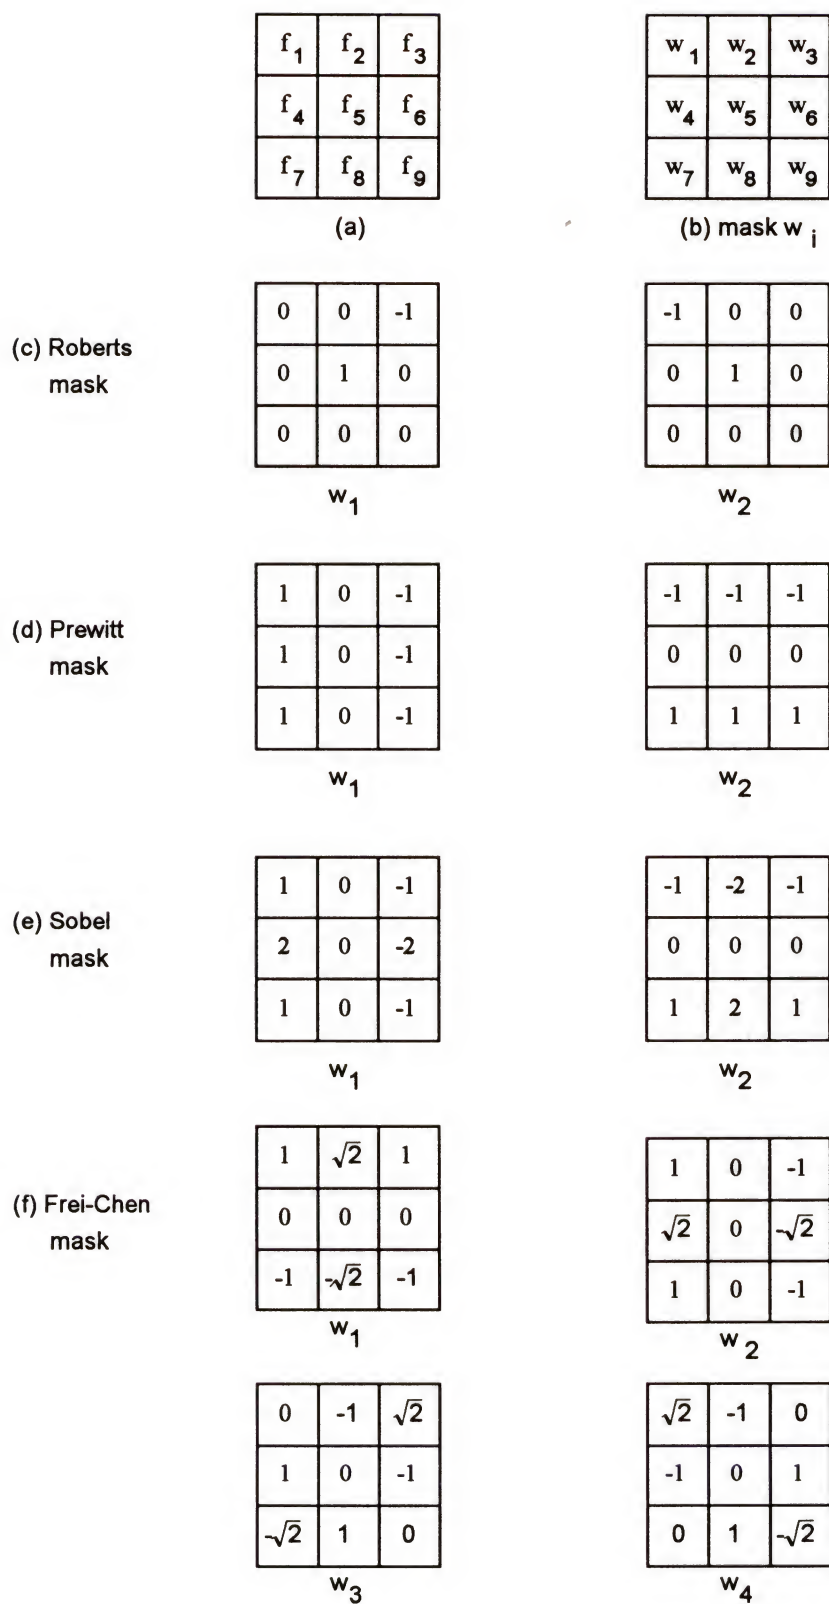 f1 f2 f3 w1 w2 w3
f4 f5 f6 w4 w5 w6
f7 f8 f9 w7 w8 w9
(a) (b) mask w i
(c) Roberts
mask
0 0 -1 -1 0 0
0 1 0 0 1 0
0 0 0 0 0 0
w1 w2
(d) Prewitt
mask
1 0 -1 -1 -1 -1
1 0 -1 0 0 0
1 0 -1 1 1 1
w1 w2
(e) Sobel
mask
1 0 -1 -1 -2 -1
2 0 -2 0 0 0
1 0 -1 1 2 1
w1 w2
(f) Frei-Chen
mask
1 √2 1 1 0 -1
0 0 0 √2 0 -√2
-1 -√2 -1 1 0 -1
w1 w2
0 -1 √2 √2 -1 0
1 0 -1 -1 0 1
-√2 1 0 0 1 -√2
w3 w4